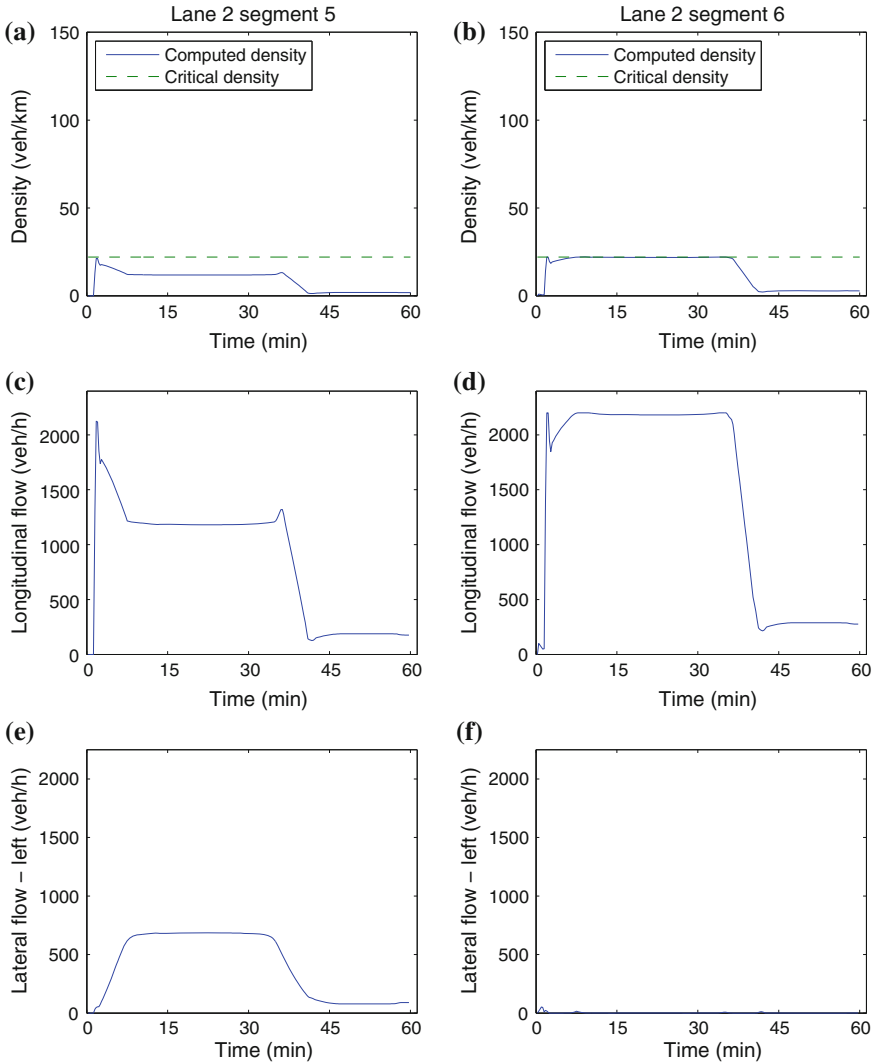 Lane 2 segment 5
Lane 2 segment 6
(a)
(b)
150
100
50
0
Density (veh/km)
Computed density
Critical density
0 15 30 45 60
Time (min)
150
100
50
0
Density (veh/km)
Computed density
Critical density
0 15 30 45 60
Time (min)
(c)
(d)
2000
1500
1000
500
0
Longitudinal flow (veh/h)
0 15 30 45 60
Time (min)
2000
1500
1000
500
0
Longitudinal flow (veh/h)
0 15 30 45 60
Time (min)
(e)
(f)
2000
1500
1000
500
0
Lateral flow – left (veh/h)
0 15 30 45 60
Time (min)
2000
1500
1000
500
0
Lateral flow – left (veh/h)
0 15 30 45 60
Time (min)